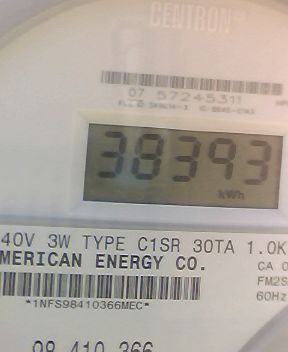 CENTRON
07 57245311
38393
kWh
40V 3W TYPE C1SR 30TA 1.0K
MERICAN ENERGY CO.
CA 0
FM2S
*1NFS98410366MEC*
60Hz
98 410 366